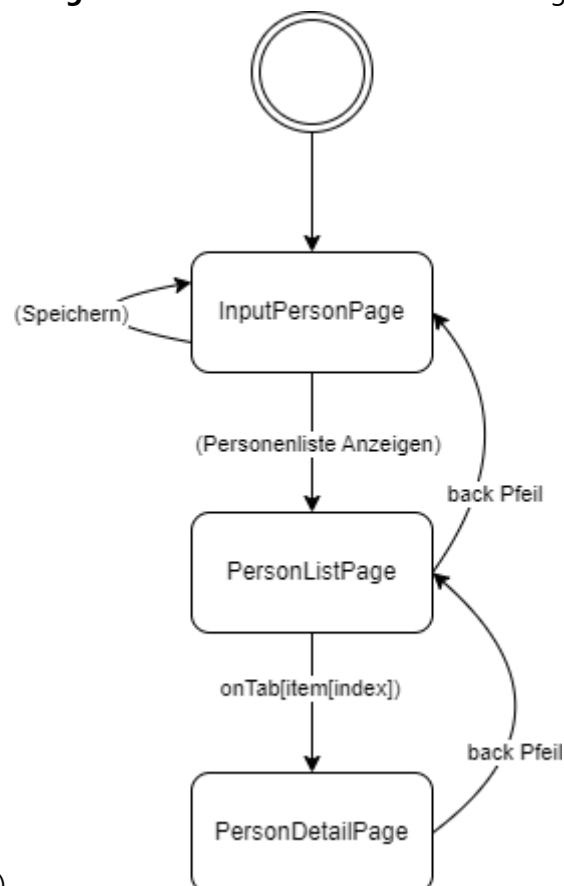 InputPersonPage
(Speichern)
(Personenliste Anzeigen)
back Pfeil
PersonListPage
onTab[item[index])
back Pfeil
PersonDetailPage